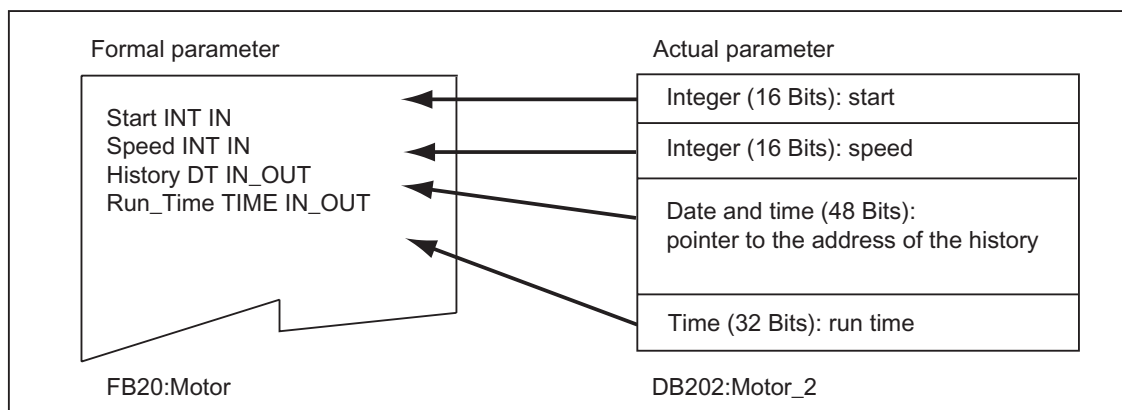 Formal parameter
Start INT IN
Speed INT IN
History DT IN_OUT
Run_Time TIME IN_OUT
FB20:Motor
Actual parameter
Integer (16 Bits): start
Integer (16 Bits): speed
Date and time (48 Bits):
pointer to the address of the history
Time (32 Bits): run time
DB202:Motor_2